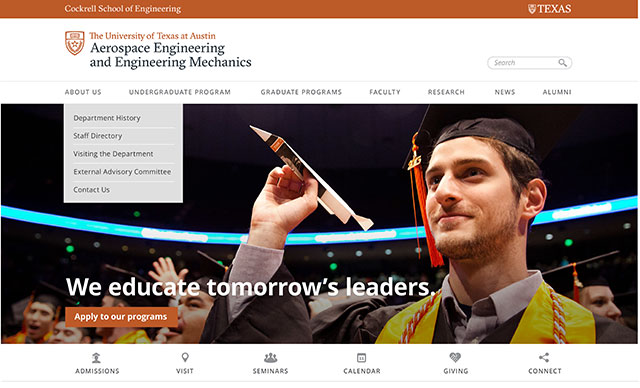 Cockrell School of Engineering
TEXAS
The University of Texas at Austin
Aerospace Engineering
and Engineering Mechanics
Search
ABOUT US
UNDERGRADUATE PROGRAM
GRADUATE PROGRAMS
FACULTY
RESEARCH
NEWS
ALUMNI
Department History
Staff Directory
Visiting the Department
External Advisory Committee
Contact Us
We educate tomorrow's leaders.
Apply to our programs
ADMISSIONS
VISIT
SEMINARS
CALENDAR
GIVING
CONNECT